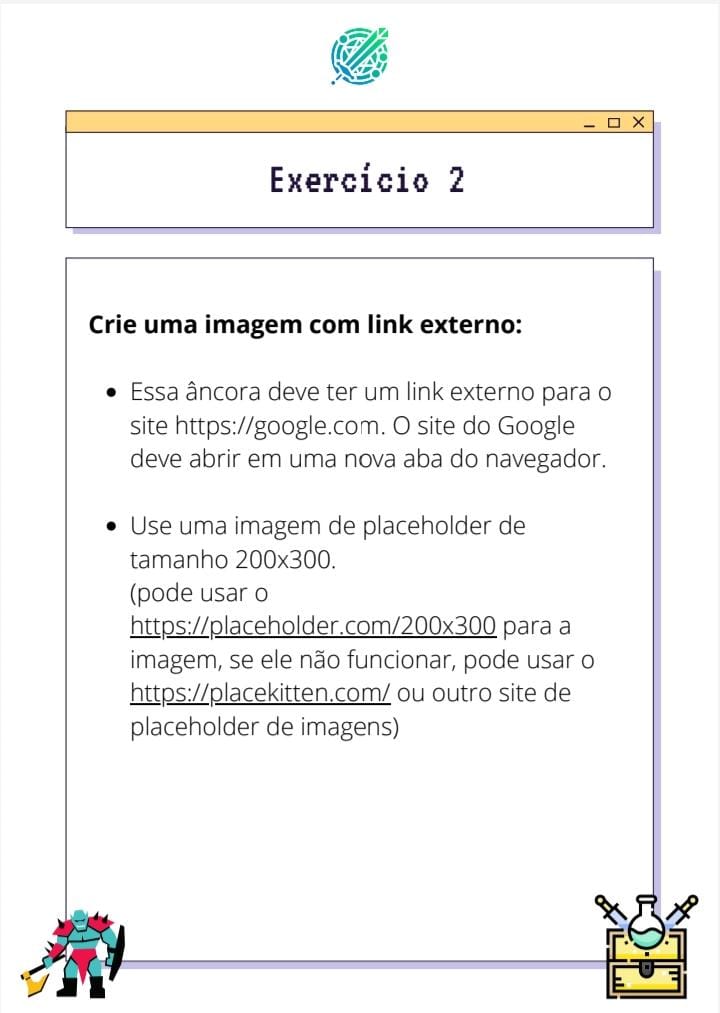 Exercício 2
Crie uma imagem com link externo:
• Essa âncora deve ter um link externo para o
site https://google.com. O site do Google
deve abrir em uma nova aba do navegador.
• Use uma imagem de placeholder de
tamanho 200x300.
(pode usar o
https://placeholder.com/200x300 para a
imagem, se ele não funcionar, pode usar o
https://placekitten.com/ ou outro site de
placeholder de imagens)